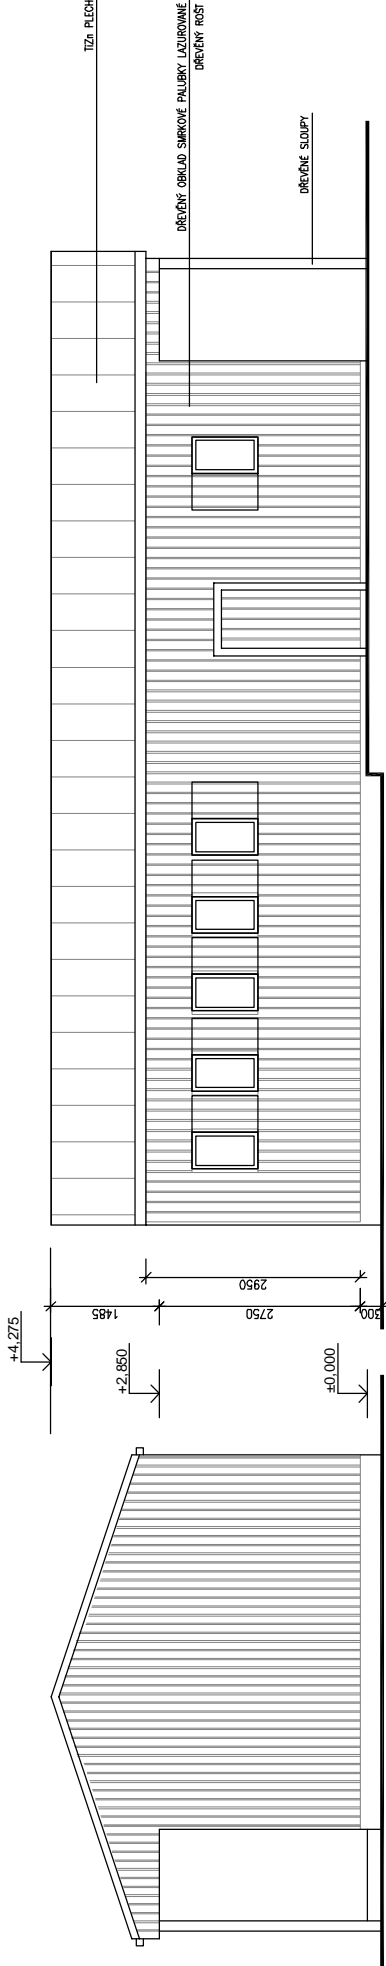 TiZn PLECH
DŘEVĚNÝ OBKLAD SMRKOVÉ PALUBKY LAZUROVANÉ
DŘEVĚNÝ ROŠT
DŘEVĚNÉ SLOUPY
2950
1485
2750
300
+4,275
+2,850
±0,000